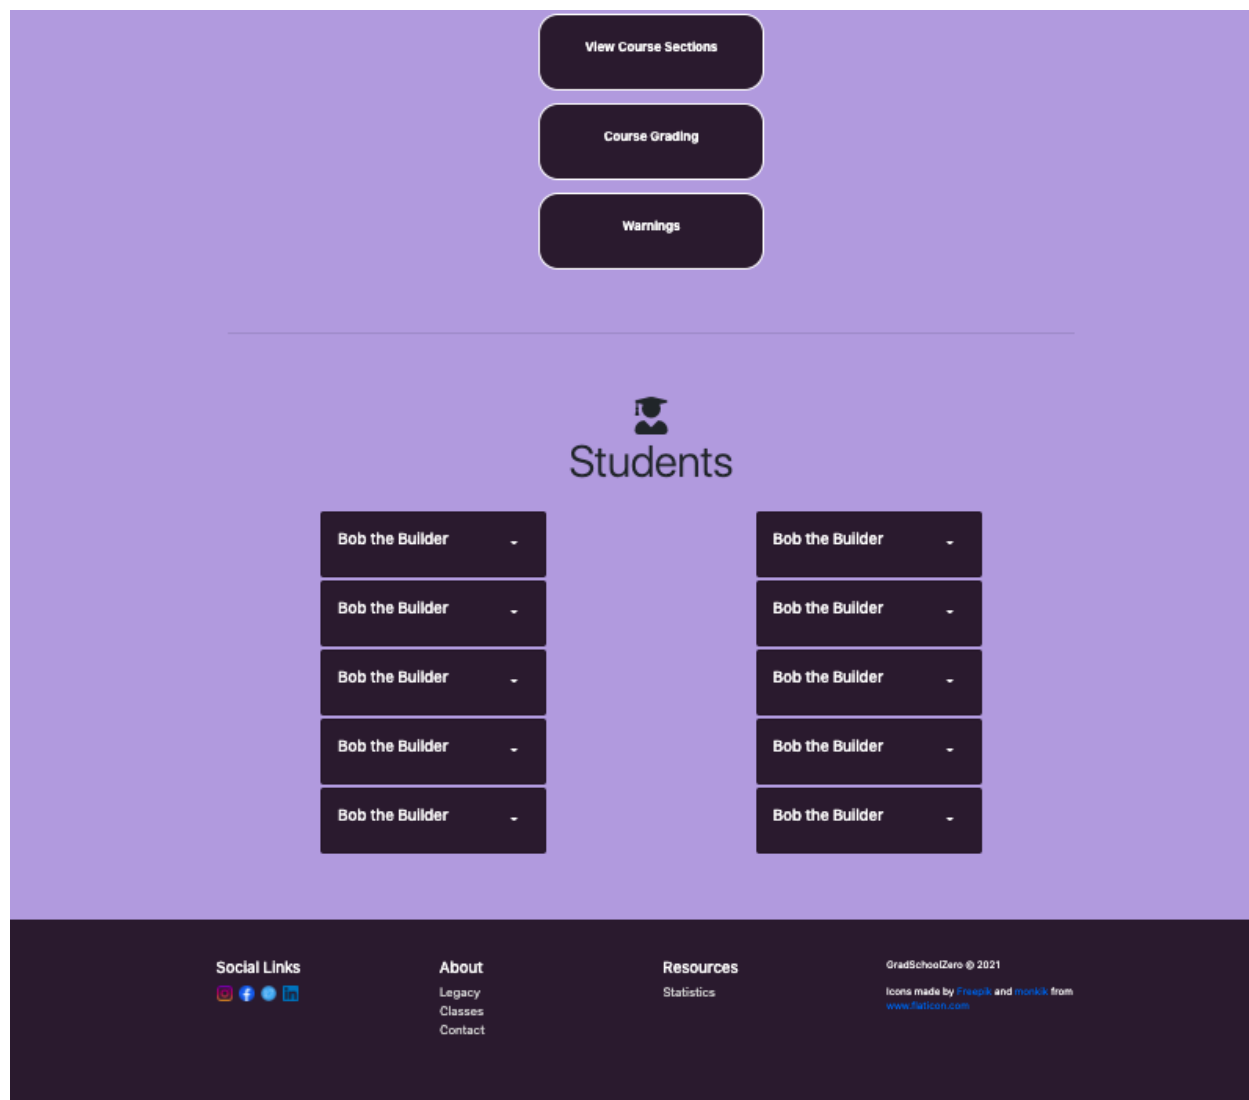 View Course Sections
Course Grading
Warnings
Students
Bob the Builder
Bob the Builder
Bob the Builder
Bob the Builder
Bob the Builder
Bob the Builder
Bob the Builder
Bob the Builder
Bob the Builder
Bob the Builder
Social Links
About
Legacy
Classes
Contact
Resources
Statistics
GradSchoolZero © 2021
Icons made by Freepik and monkik from
www.flaticon.com